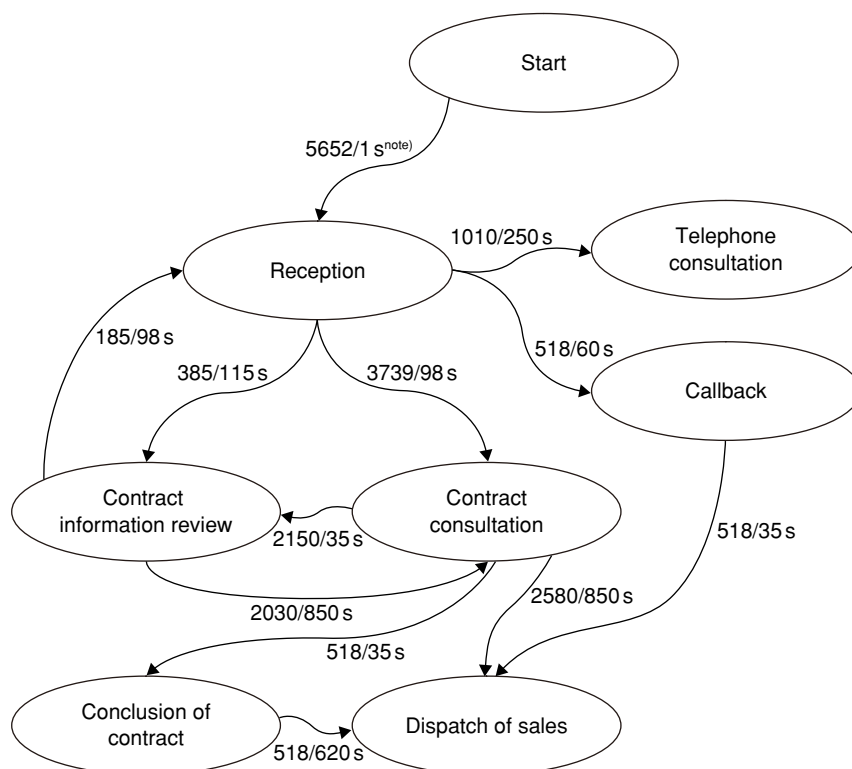 Start
5652/1 s note)
Reception
1010/250 s
Telephone
consultation
185/98 s
518/60 s
385/115 s
3739/98 s
Callback
Contract
information review
Contract
consultation
2150/35 s
518/35 s
2030/850 s
2580/850 s
518/35 s
Conclusion of
contract
Dispatch of sales
518/620 s